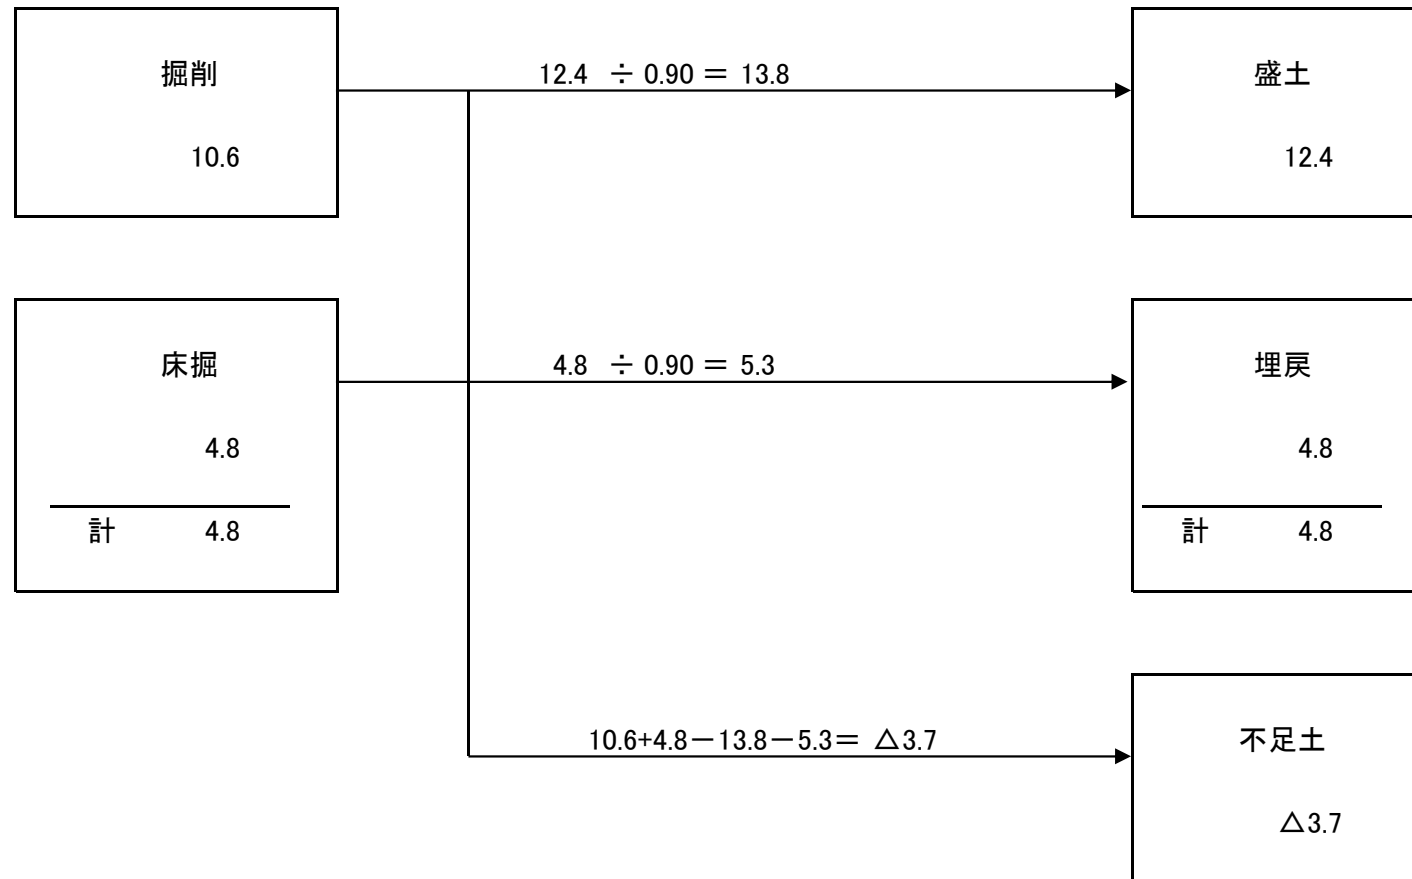 掘削
10.6
12.4 ÷ 0.90 = 13.8
盛土
12.4
床掘
4.8
計 4.8
4.8 ÷ 0.90 = 5.3
埋戻
4.8
計 4.8
10.6+4.8－13.8－5.3＝ △3.7
不足土
△3.7